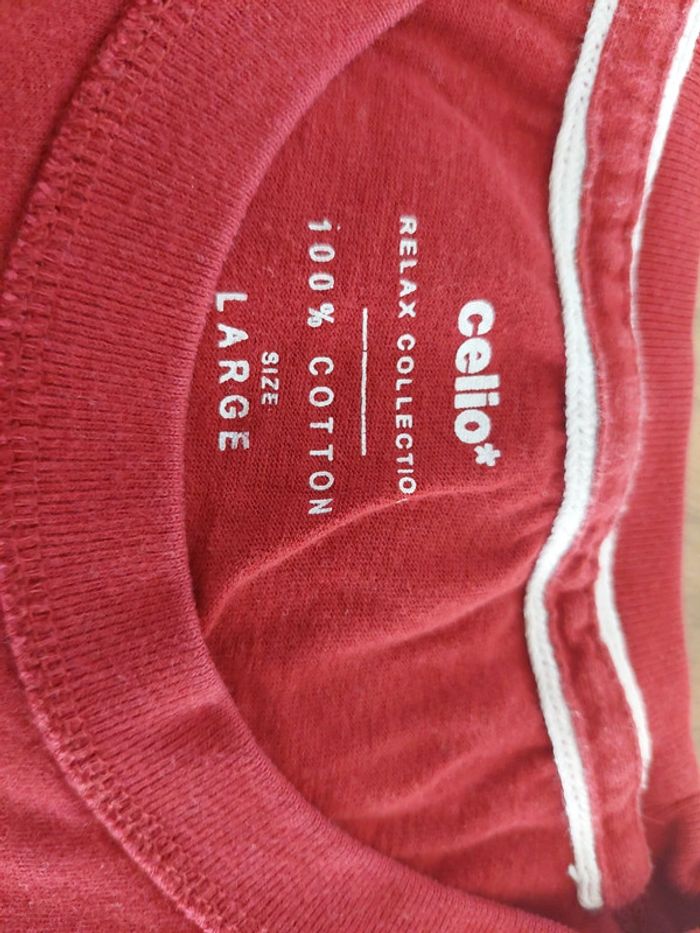 celio*
RELAX COLLECTIO
100% COTTON
SIZE
LARGE